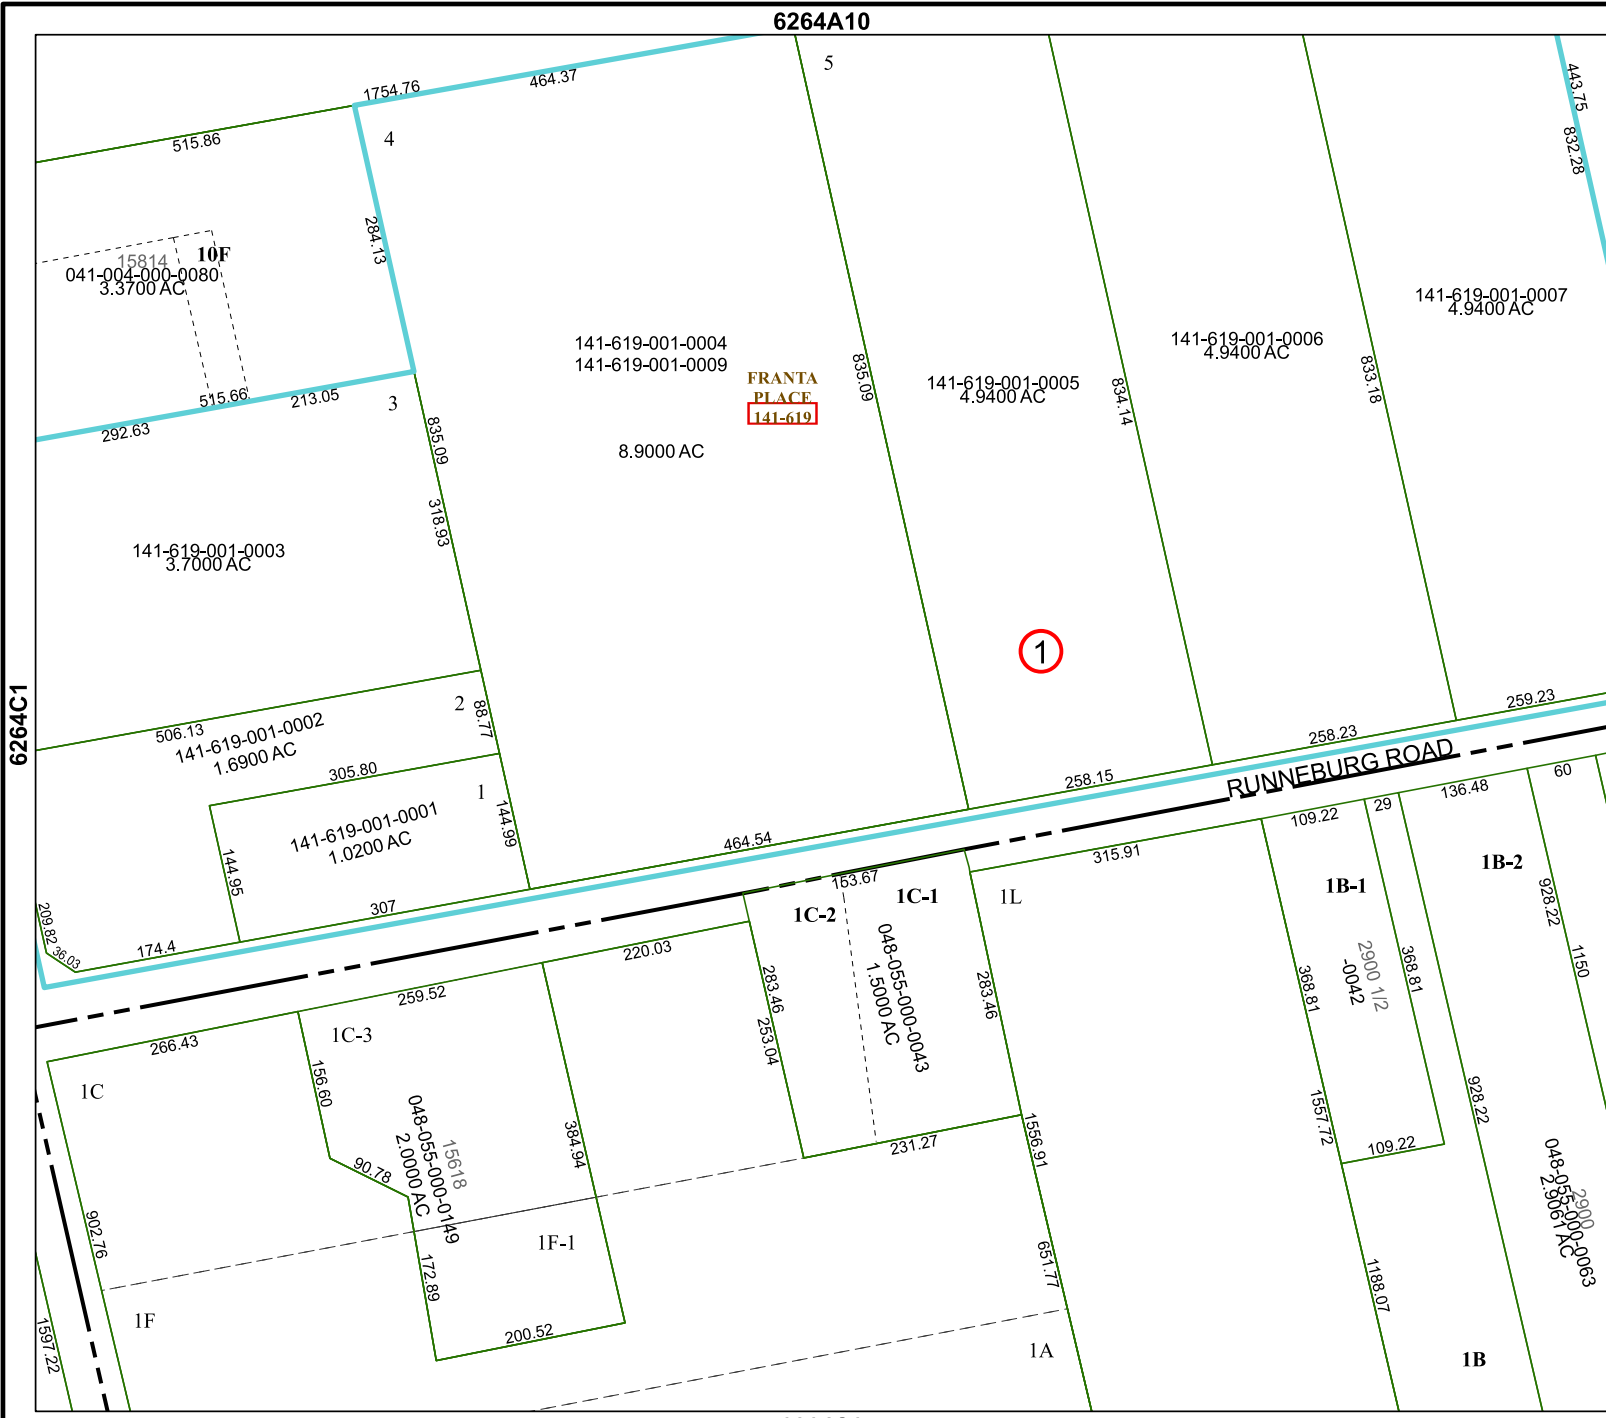 6264A10
6264C1
1754.76
464.37
5
443.75
832.28
515.86
4
284.13
15814
10F
041-004-000-0080
3.3700 AC
515.66
213.05
292.63
3
141-619-001-0004
141-619-001-0009
FRANTA
PLACE
141-619
8.9000 AC
835.09
141-619-001-0005
4.9400 AC
834.14
141-619-001-0006
4.9400 AC
833.18
141-619-001-0007
4.9400 AC
835.09
318.93
141-619-001-0003
3.7000 AC
1
506.13
2
88.77
141-619-001-0002
1.6900 AC
305.80
1
141-619-001-0001
1.0200 AC
144.99
144.95
209.82
36.03
174.4
307
464.54
258.15
258.23
259.23
RUNNEBURG ROAD
153.67
315.91
109.22
29
136.48
60
1C-2
1C-1
1L
1B-1
1B-2
220.03
259.52
266.43
283.46
253.04
048-055-000-0043
1.5000 AC
283.46
368.81
2900 1/2
-0042
368.81
928.22
1150
1C
1C-3
156.60
90.78
15618
048-055-000-0149
2.0000 AC
384.94
231.27
1556.91
1557.72
109.22
928.22
2900
048-055-000-0063
2.9061 AC
902.76
1F-1
172.89
651.77
1188.07
1F
200.52
1597.22
1A
1B